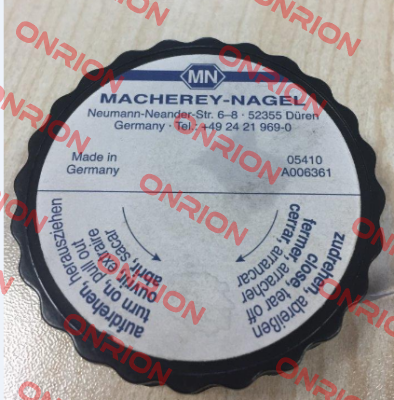 MN
MACHEREY-NAGEL
Neumann-Neander-Str. 6–8 · 52355 Düren
Germany · Tel.: +49 24 21 969-0
Made in
Germany
05410
A006361
aufdrehen, herausziehen
turn on, pull out
ouvrir, extraire
abrir, sacar
zudrehen, abreißen
close, tear off
fermer, arracher
cerrar, arrancar
ONRION
ONRION
ONRION
ONRION
ONRION
ONRION
ONRION
ONRION
ONRION